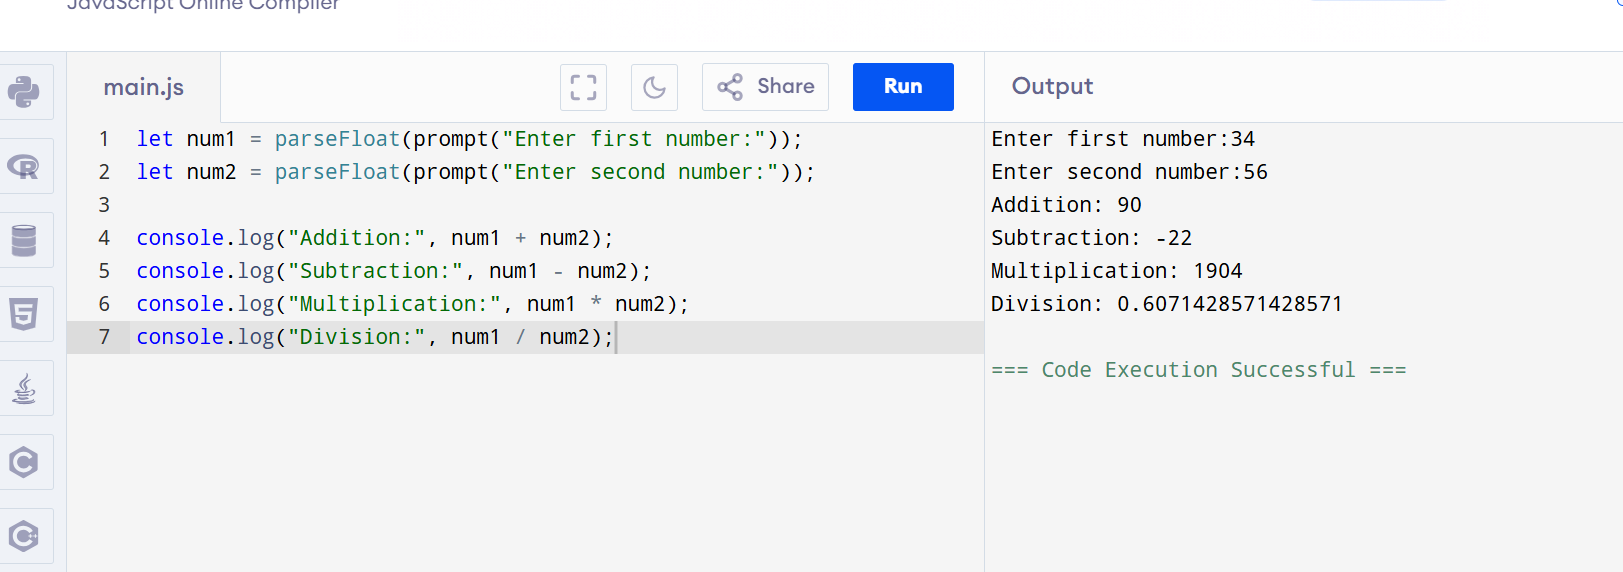 JavaScript Online Compiler
main.js
Share
Run
Output
1 let num1 = parseFloat(prompt("Enter first number:"));
2 let num2 = parseFloat(prompt("Enter second number:"));
3
4 console.log("Addition:", num1 + num2);
5 console.log("Subtraction:", num1 - num2);
6 console.log("Multiplication:", num1 * num2);
7 console.log("Division:", num1 / num2);
Enter first number:34
Enter second number:56
Addition: 90
Subtraction: -22
Multiplication: 1904
Division: 0.6071428571428571
=== Code Execution Successful ===